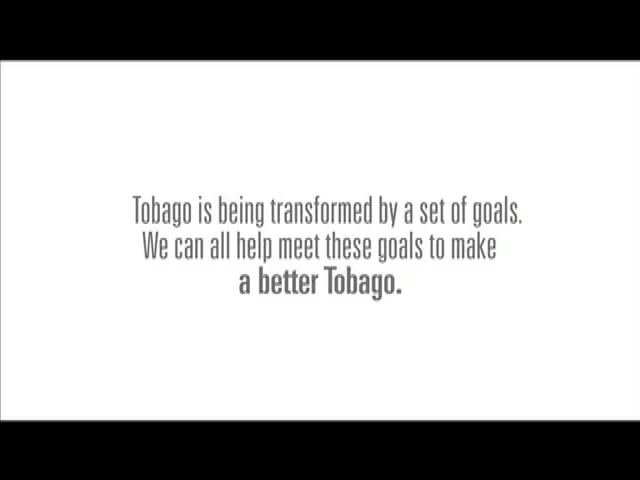 Tobago is being transformed by a set of goals.
We can all help meet these goals to make
a better Tobago.